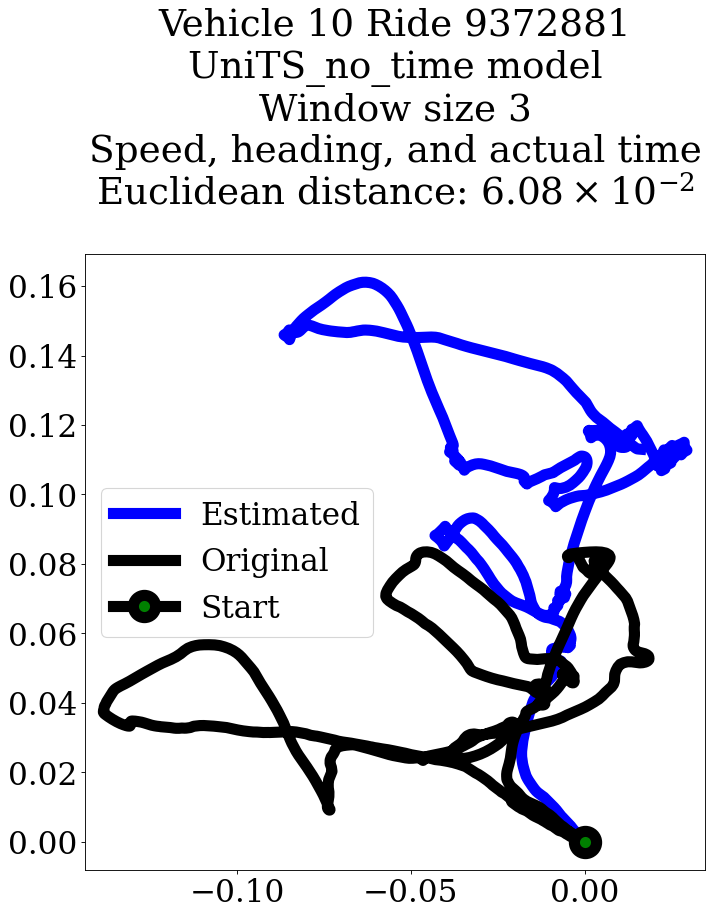 Vehicle 10 Ride 9372881
UniTS_no_time model
Window size 3
Speed, heading, and actual time
Euclidean distance: 6.08 × 10⁻²
0.16
0.14
0.12
0.10
0.08
0.06
0.04
0.02
0.00
Estimated
Original
Start
−0.10
−0.05
0.00